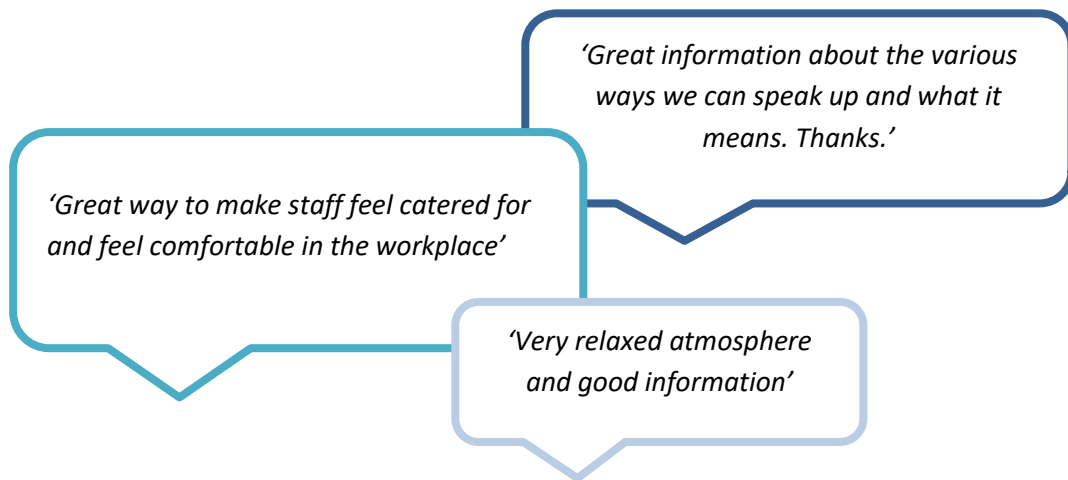 ‘Great information about the various
ways we can speak up and what it
means. Thanks.’
‘Great way to make staff feel catered for
and feel comfortable in the workplace’
‘Very relaxed atmosphere
and good information’